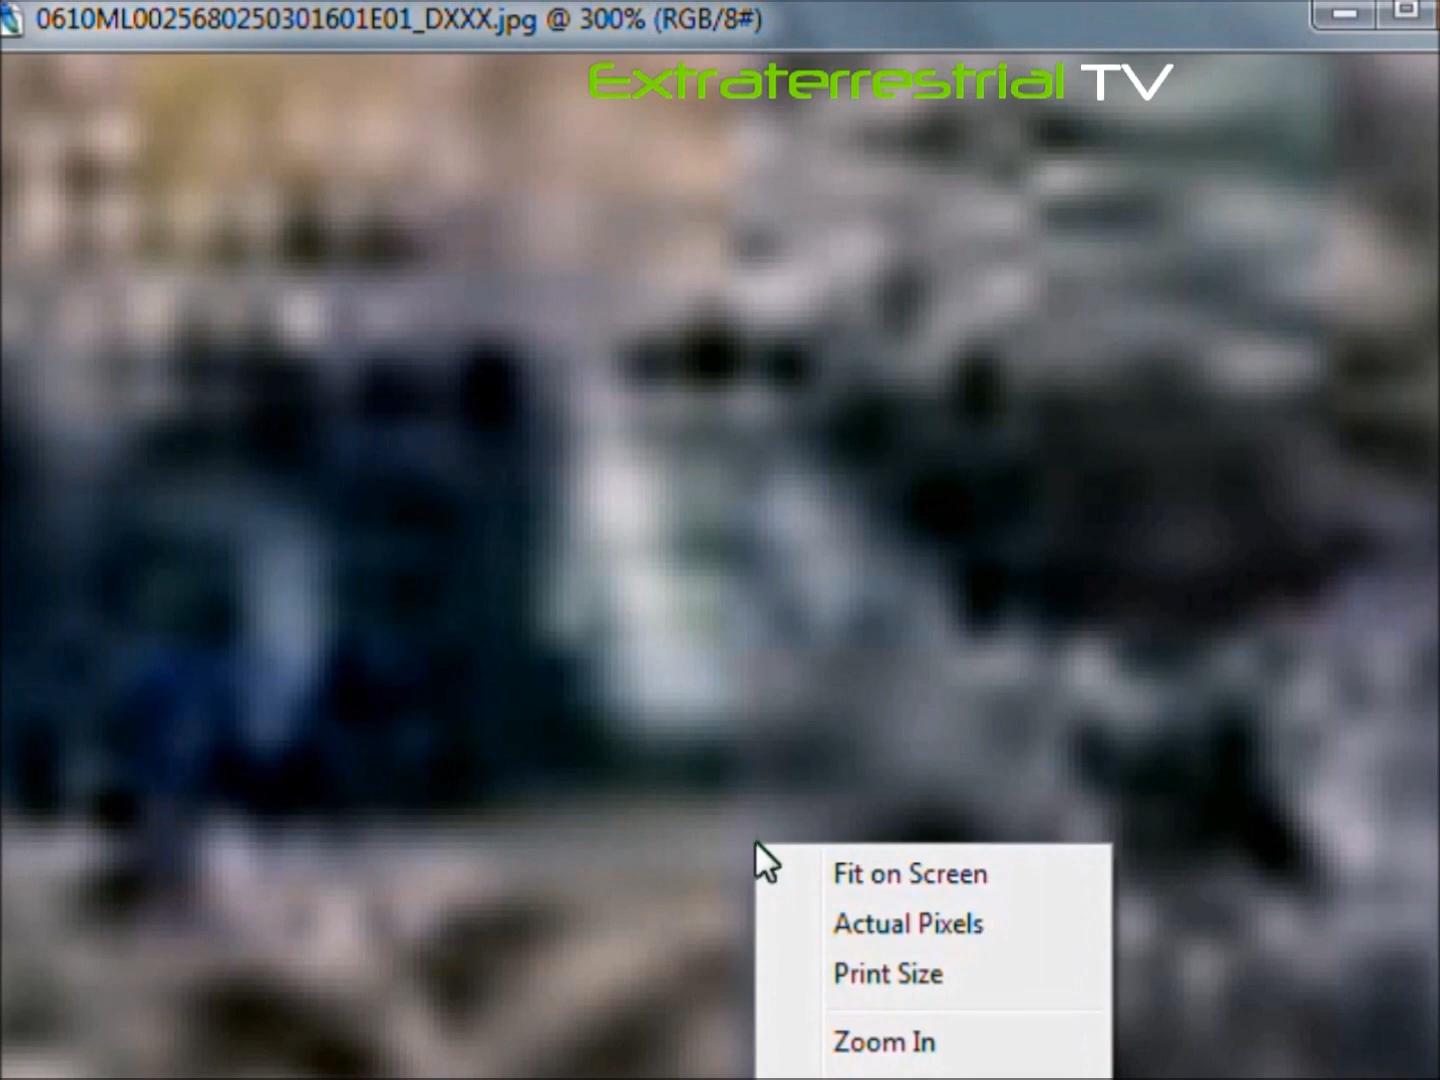 0610ML0025680250301601E01_DXXX.jpg @ 300% (RGB/8#)
Extraterrestrial TV
Fit on Screen
Actual Pixels
Print Size
Zoom In